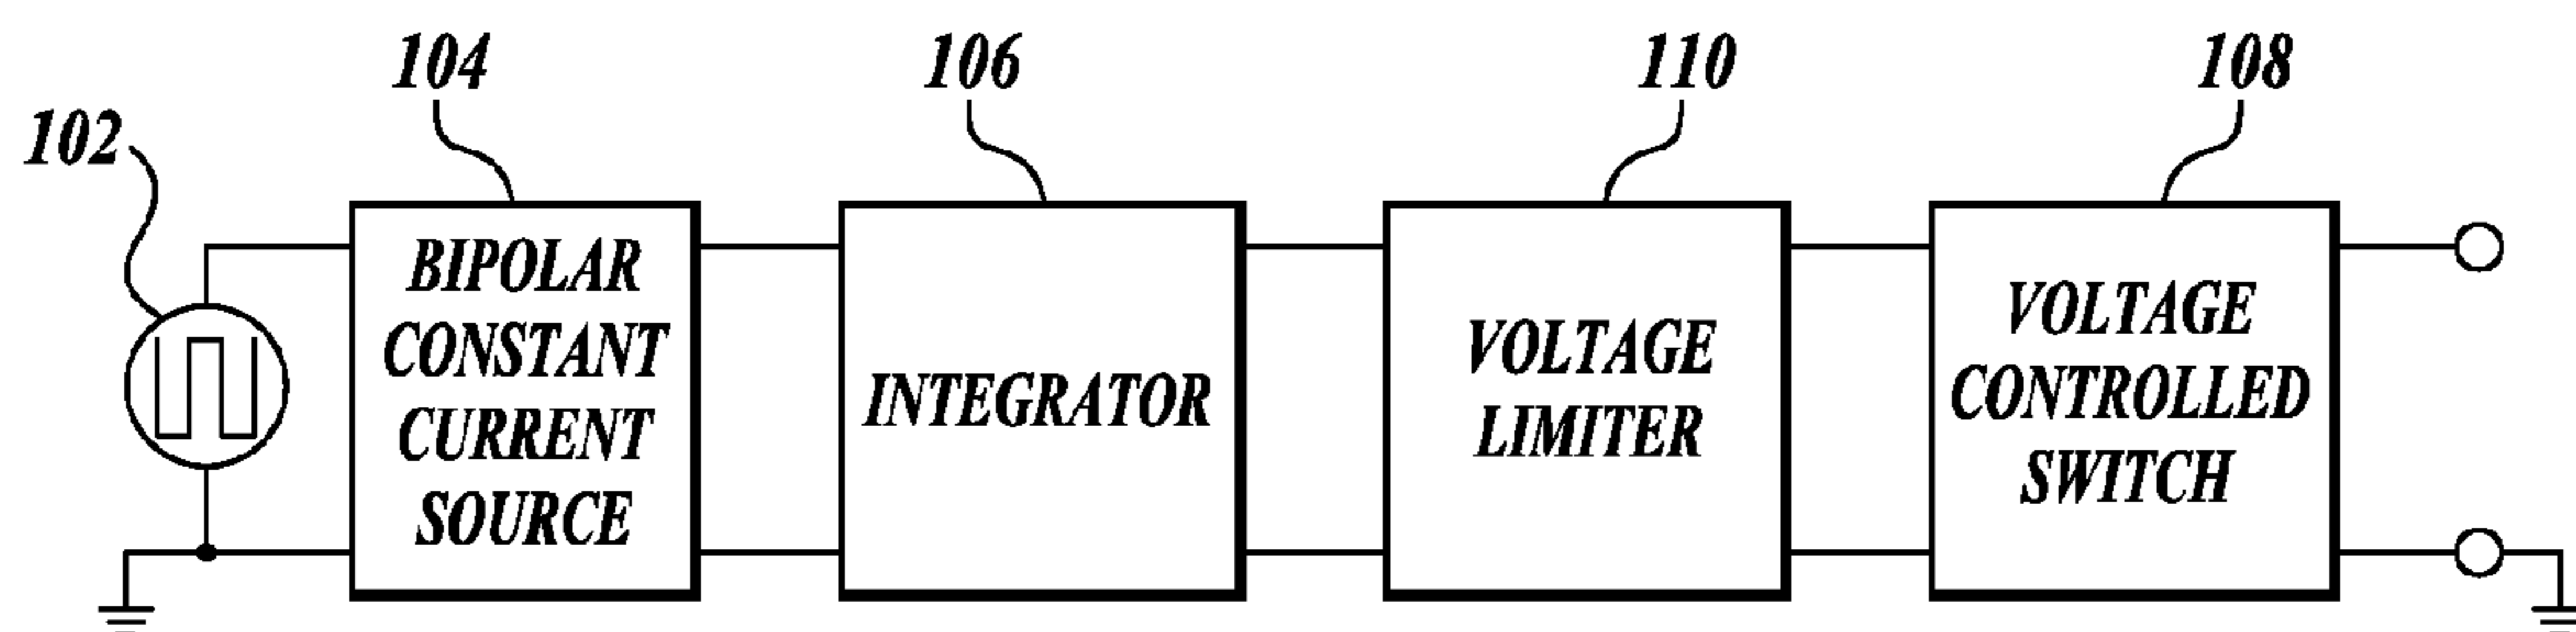 102
104
106
110
108
BIPOLAR
CONSTANT
CURRENT
SOURCE
INTEGRATOR
VOLTAGE
LIMITER
VOLTAGE
CONTROLLED
SWITCH